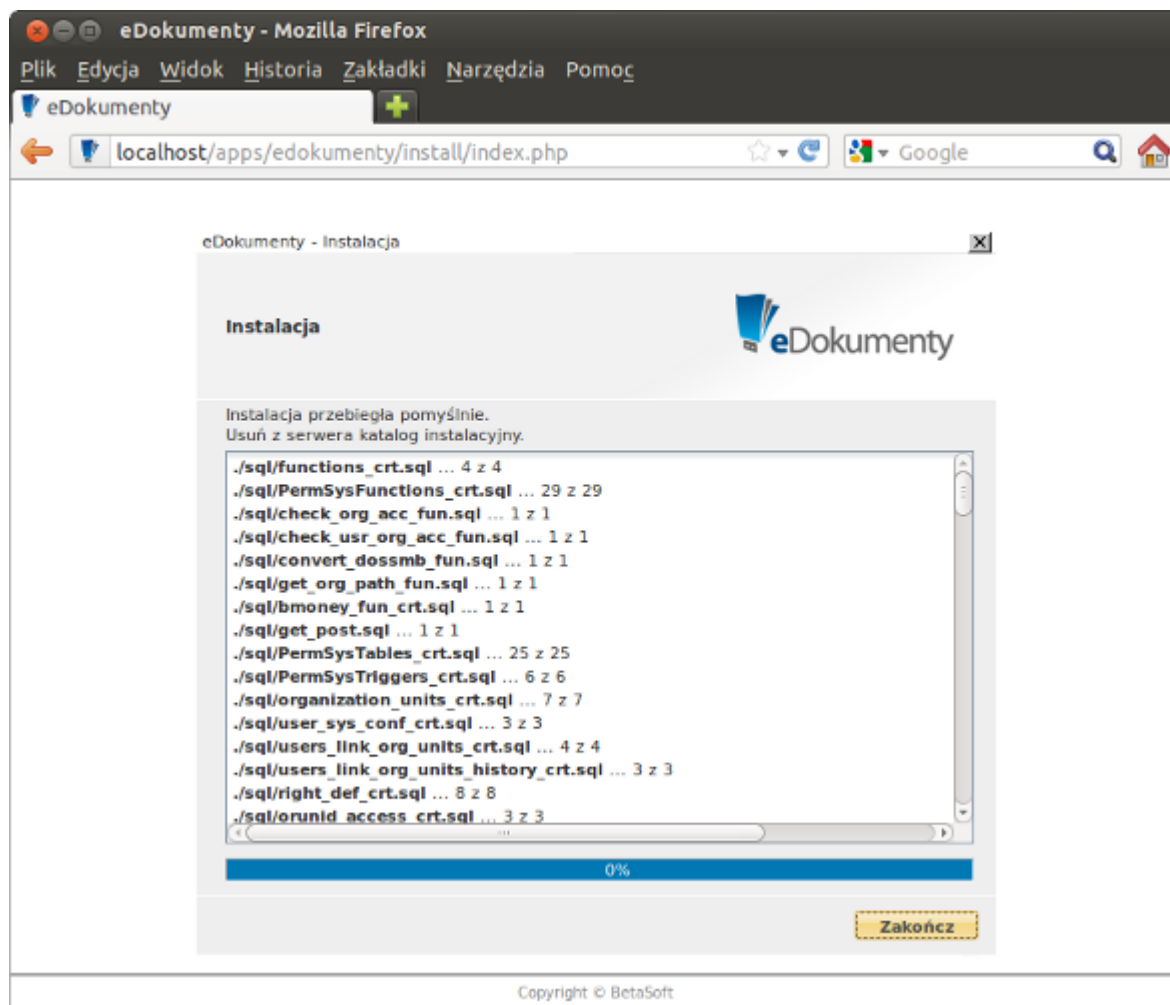 eDokumenty - Mozilla Firefox
Plik Edycja Widok Historia Zakładki Narzędzia Pomoc
eDokumenty
localhost/apps/edokumenty/install/index.php
Google
eDokumenty - Instalacja
Instalacja
eDokumenty
Instalacja przebiegła pomyślnie.
Usuń z serwera katalog instalacyjny.
./sql/functions_crt.sql ... 4 z 4
./sql/PermSysFunctions_crt.sql ... 29 z 29
./sql/check_org_acc_fun.sql ... 1 z 1
./sql/check_usr_org_acc_fun.sql ... 1 z 1
./sql/convert_dossmb_fun.sql ... 1 z 1
./sql/get_org_path_fun.sql ... 1 z 1
./sql/bmoney_fun_crt.sql ... 1 z 1
./sql/get_post.sql ... 1 z 1
./sql/PermSysTables_crt.sql ... 25 z 25
./sql/PermSysTriggers_crt.sql ... 6 z 6
./sql/organization_units_crt.sql ... 7 z 7
./sql/user_sys_conf_crt.sql ... 3 z 3
./sql/users_link_org_units_crt.sql ... 4 z 4
./sql/users_link_org_units_history_crt.sql ... 3 z 3
./sql/right_def_crt.sql ... 8 z 8
./sql/orunid_access_crt.sql ... 3 z 3
0%
Zakończ
Copyright © BetaSoft